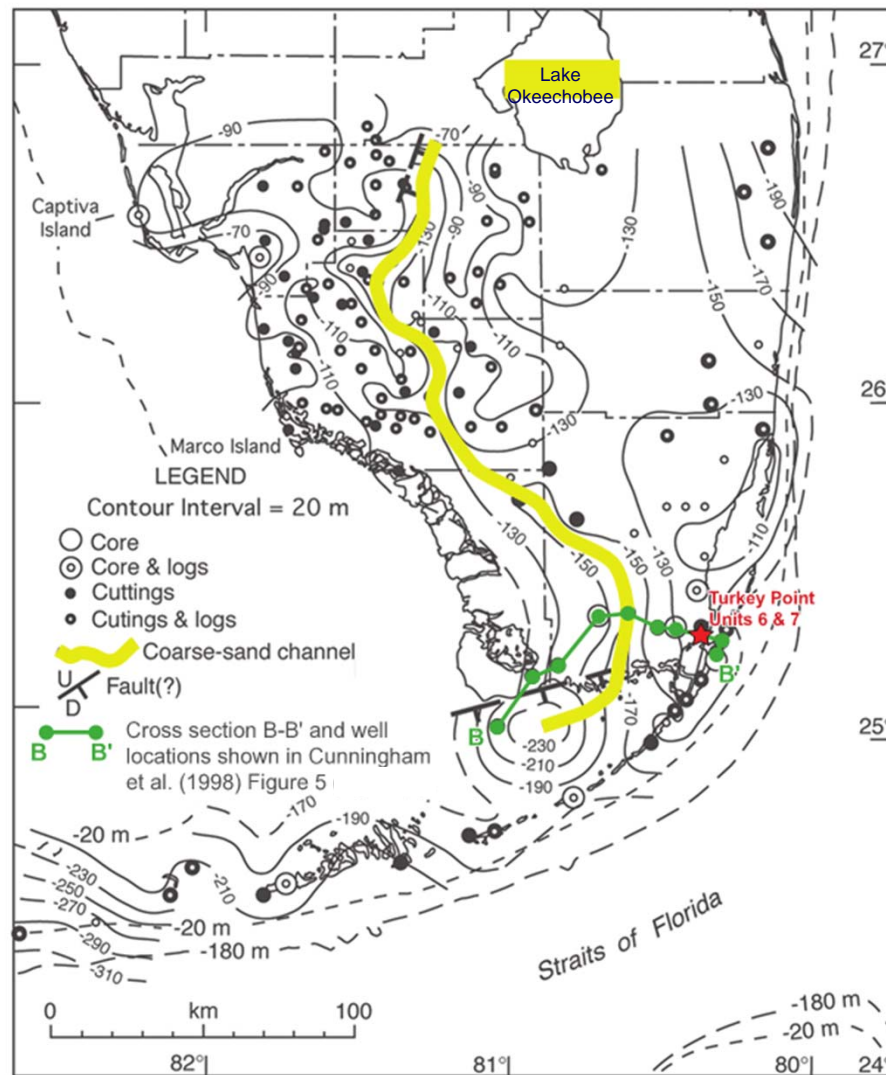 27°
Lake
Okeechobee
-90
-70
-190
-90
Captiva
Island
-90
-70
-130
-130
-170
-90
-150
-110
-110
-110
-110
26°
-130
-130
Marco Island
LEGEND
Contour Interval = 20 m
-110
Core
-130
Core & logs
-150
-150
-130
Cuttings
Cutings & logs
Turkey Point
Units 6 & 7
Coarse-sand channel
U
D
Fault(?)
B'
-170
B
B
B'
Cross section B-B' and well
locations shown in Cunningham
et al. (1998) Figure 5
25°
-230
-210
-190
-170
-190
-20 m
-230
-210
-250
-270
-20 m
-290
-180 m
-310
Straits of Florida
0
km
100
-180 m
-20 m
82°
81°
80°
24°